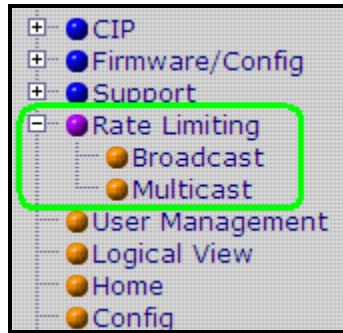 CIP
Firmware/Config
Support
Rate Limiting
Broadcast
Multicast
User Management
Logical View
Home
Config